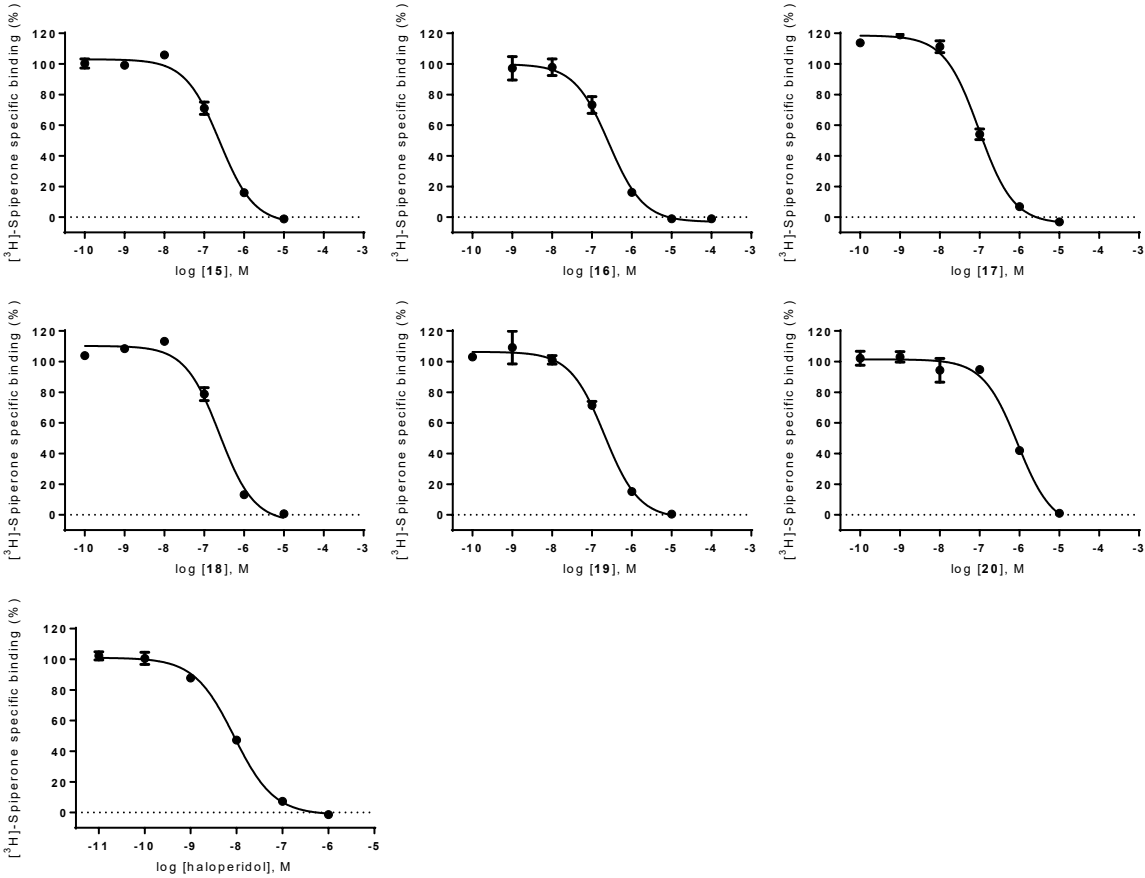 [³H]-Spiperone specific binding (%)
120
100
80
60
40
20
0
-10 -9 -8 -7 -6 -5 -4 -3
log [15], M
[³H]-Spiperone specific binding (%)
120
100
80
60
40
20
0
-10 -9 -8 -7 -6 -5 -4 -3
log [16], M
[³H]-Spiperone specific binding (%)
120
100
80
60
40
20
0
-10 -9 -8 -7 -6 -5 -4 -3
log [17], M
[³H]-Spiperone specific binding (%)
120
100
80
60
40
20
0
-10 -9 -8 -7 -6 -5 -4 -3
log [18], M
[³H]-Spiperone specific binding (%)
120
100
80
60
40
20
0
-10 -9 -8 -7 -6 -5 -4 -3
log [19], M
[³H]-Spiperone specific binding (%)
120
100
80
60
40
20
0
-10 -9 -8 -7 -6 -5 -4 -3
log [20], M
[³H]-Spiperone specific binding (%)
120
100
80
60
40
20
0
-11 -10 -9 -8 -7 -6 -5
log [haloperidol], M